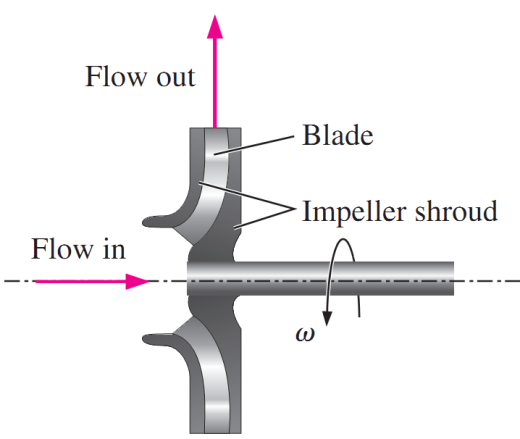 Flow out
Blade
Impeller shroud
Flow in
ω